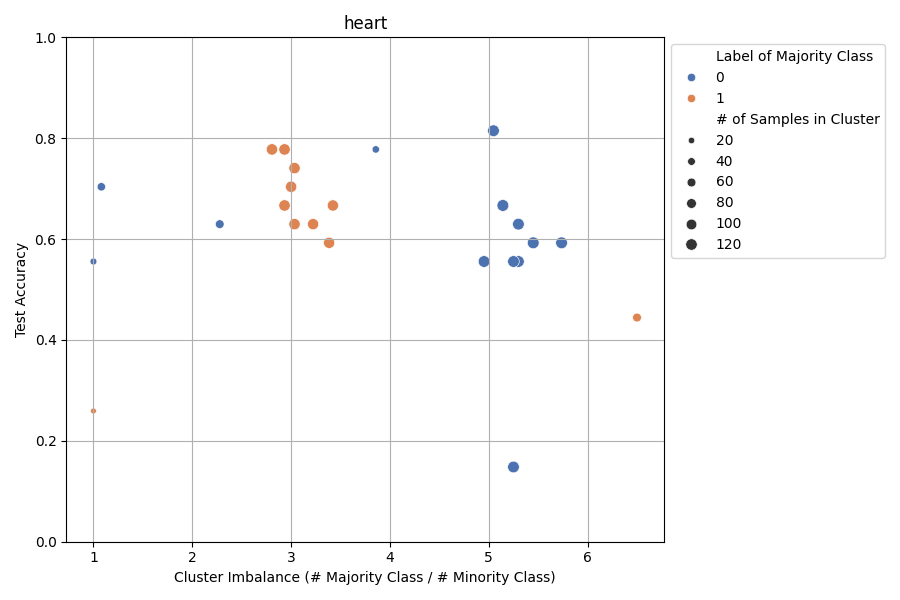 heart
1.0
0.8
0.6
0.4
0.2
0.0
Test Accuracy
1 2 3 4 5 6
Cluster Imbalance (# Majority Class / # Minority Class)
Label of Majority Class
0
1
# of Samples in Cluster
20
40
60
80
100
120